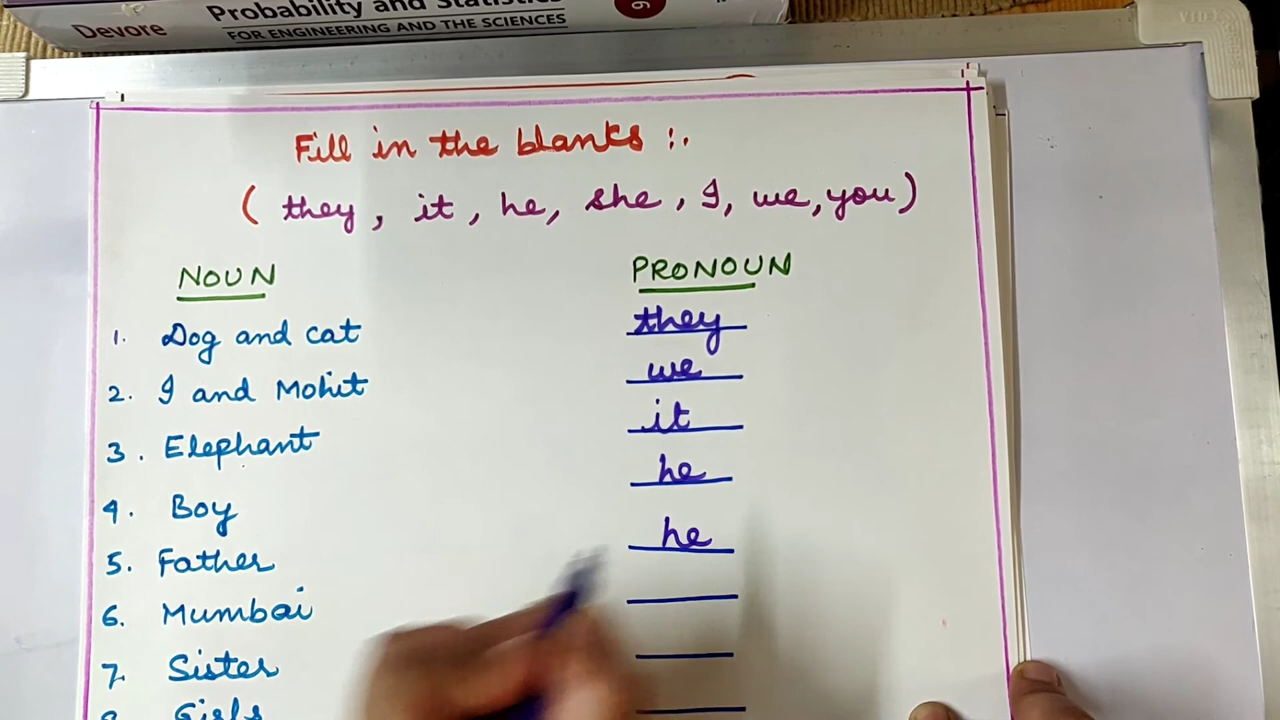 Devore
Probability and Statistics
FOR ENGINEERING AND THE SCIENCES
9
Fill in the blanks :.
( they, it, he, she, I, we, you )
NOUN PRONOUN
1. Dog and cat they
2. I and Mohit we
3. Elephant it
4. Boy he
5. Father he
6. Mumbai
7. Sister
Girls